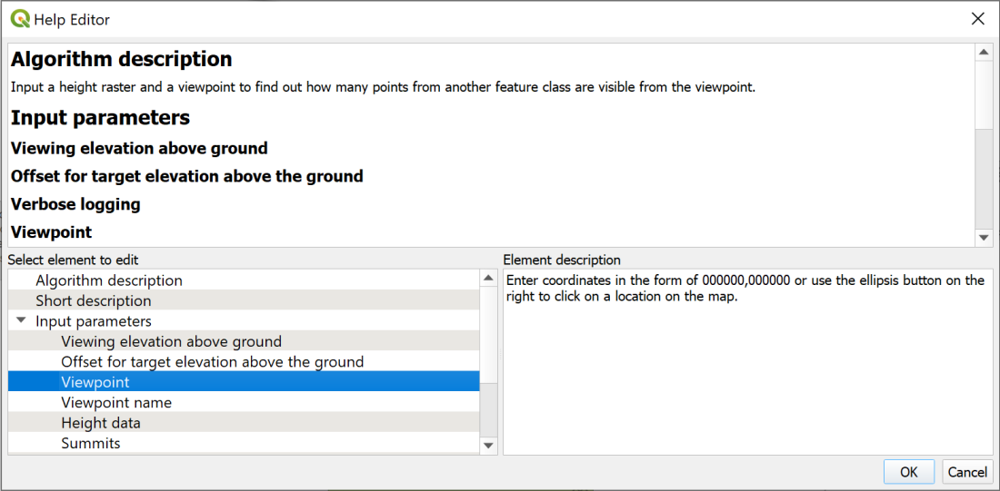 Help Editor
Algorithm description
Input a height raster and a viewpoint to find out how many points from another feature class are visible from the viewpoint.
Input parameters
Viewing elevation above ground
Offset for target elevation above the ground
Verbose logging
Viewpoint
Select element to edit
Algorithm description
Short description
Input parameters
Viewing elevation above ground
Offset for target elevation above the ground
Viewpoint
Viewpoint name
Height data
Summits
Element description
Enter coordinates in the form of 000000,000000 or use the ellipsis button on the
right to click on a location on the map.
OK
Cancel